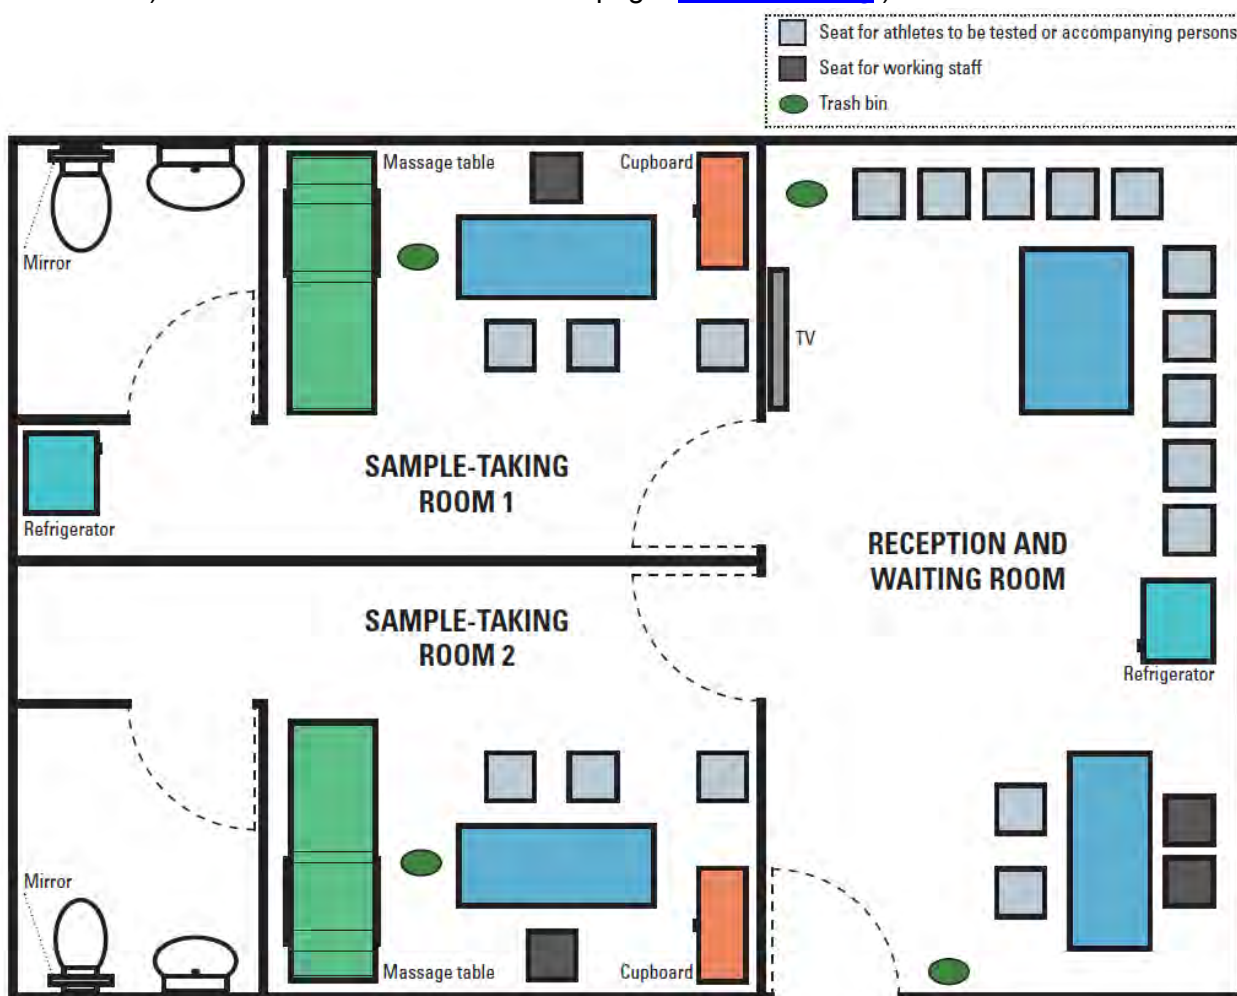 Seat for athletes to be tested or accompanying persons
Seat for working staff
Trash bin
Massage table
Cupboard
Mirror
TV
SAMPLE-TAKING
ROOM 1
Refrigerator
RECEPTION AND
WAITING ROOM
SAMPLE-TAKING
ROOM 2
Refrigerator
Mirror
Massage table
Cupboard